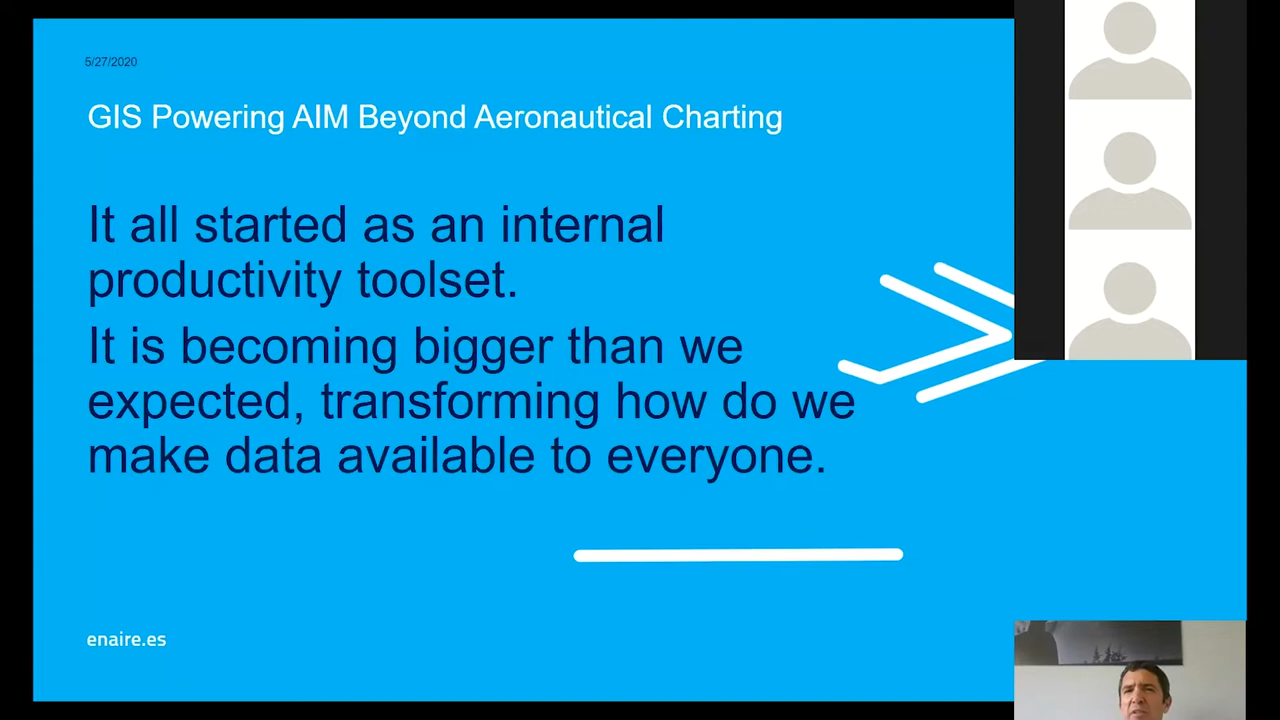 5/27/2020
GIS Powering AIM Beyond Aeronautical Charting
It all started as an internal
productivity toolset.
It is becoming bigger than we
expected, transforming how do we
make data available to everyone.
enaire.es